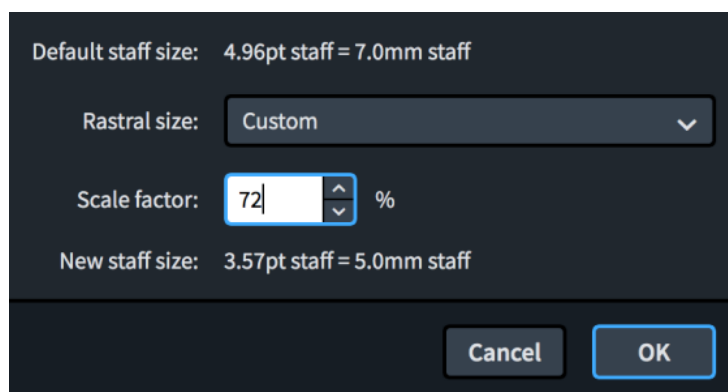 Default staff size: 4.96pt staff = 7.0mm staff
Rastral size: Custom
Scale factor: 72 %
New staff size: 3.57pt staff = 5.0mm staff
Cancel OK